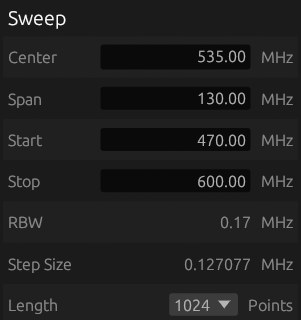 Sweep
Center 535.00 MHz
Span 130.00 MHz
Start 470.00 MHz
Stop 600.00 MHz
RBW 0.17 MHz
Step Size 0.127077 MHz
Length 1024 Points